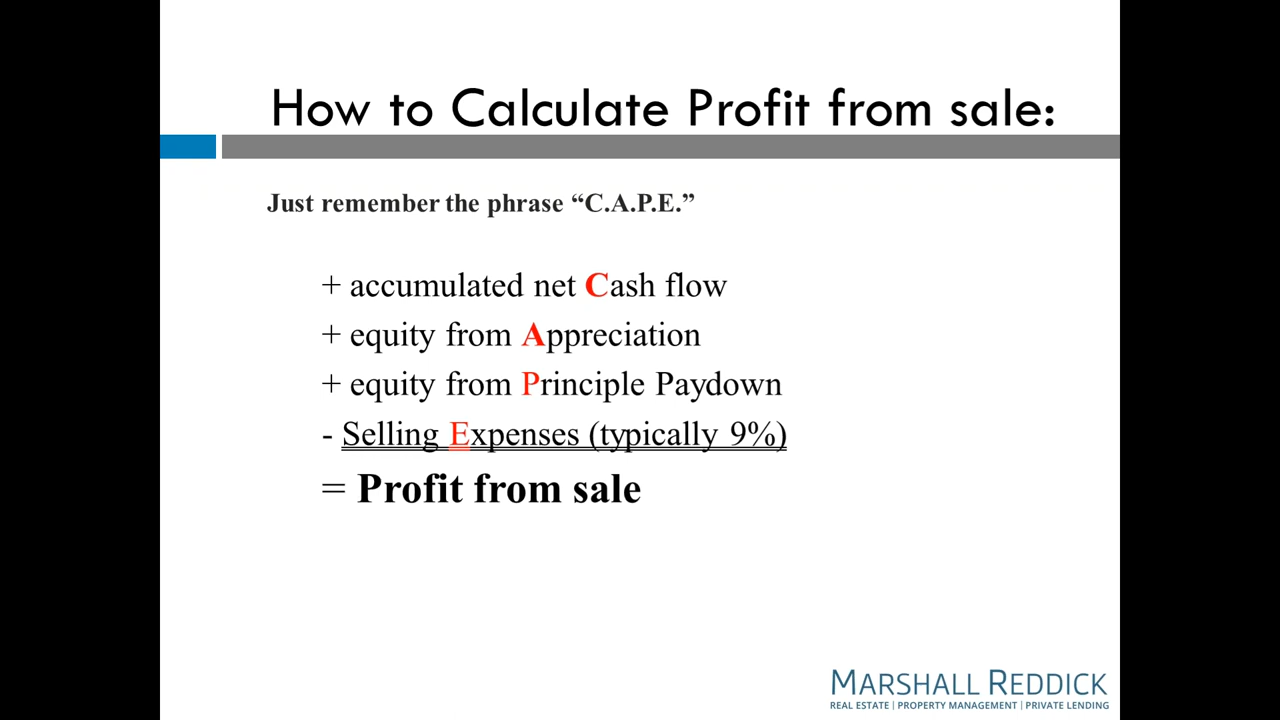 How to Calculate Profit from sale:
Just remember the phrase “C.A.P.E.”
+ accumulated net Cash flow
+ equity from Appreciation
+ equity from Principle Paydown
- Selling Expenses (typically 9%)
= Profit from sale
MARSHALL REDDICK
REAL ESTATE | PROPERTY MANAGEMENT | PRIVATE LENDING